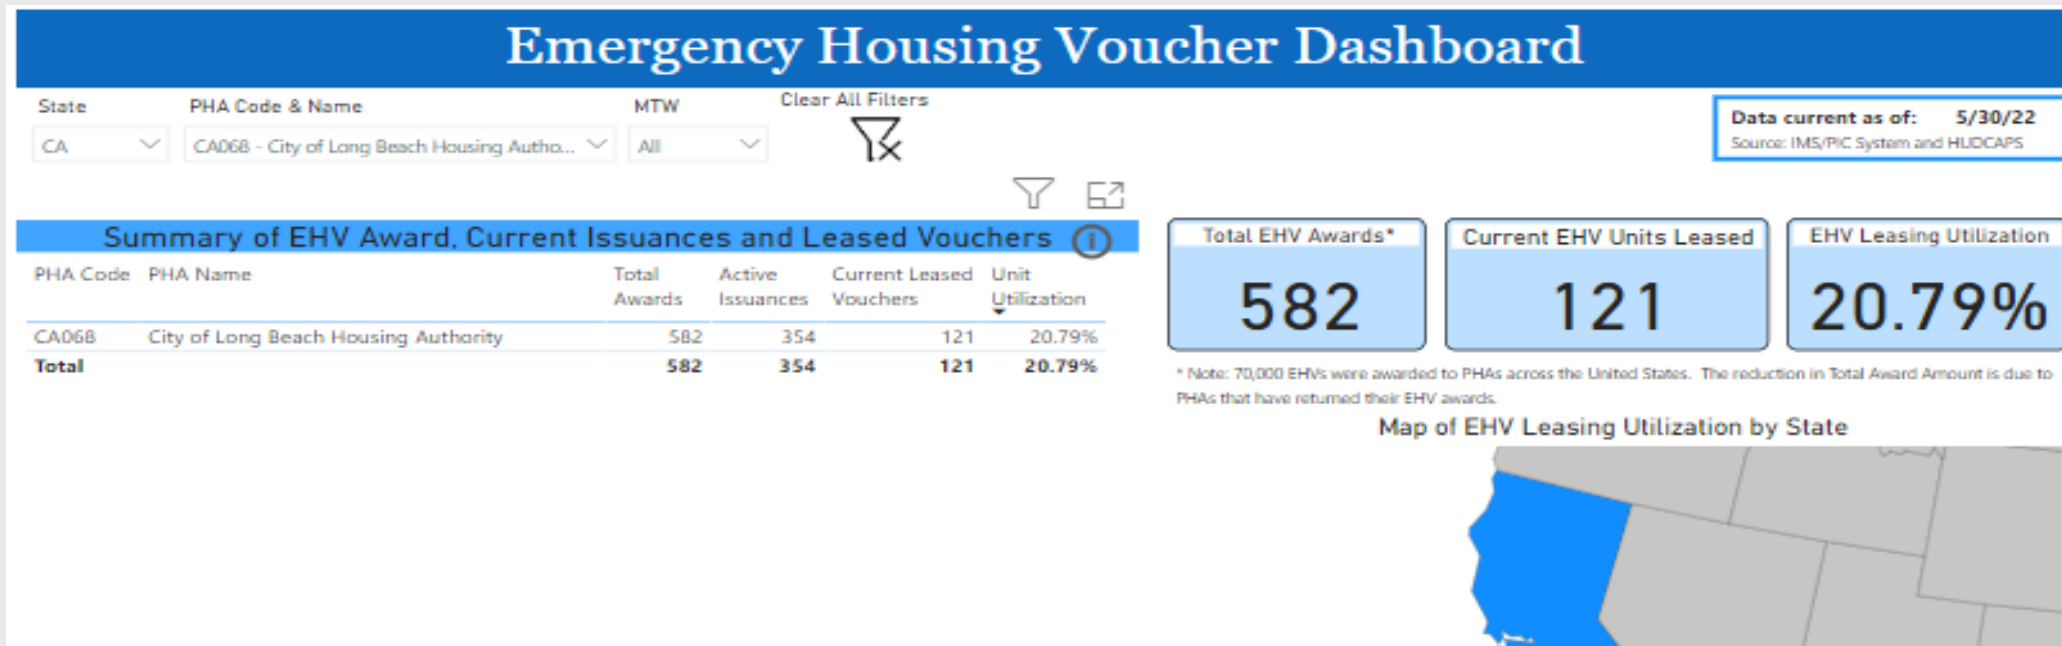 Emergency Housing Voucher Dashboard
State
PHA Code & Name
MTW
Clear All Filters
CA
CA068 - City of Long Beach Housing Autho...
All
Data current as of: 5/30/22
Source: IMS/PIC System and HUDCAPS
Summary of EHV Award, Current Issuances and Leased Vouchers
PHA Code PHA Name Total Awards Active Issuances Current Leased Vouchers Unit Utilization
CA068 City of Long Beach Housing Authority 582 354 121 20.79%
Total 582 354 121 20.79%
Total EHV Awards*
582
Current EHV Units Leased
121
EHV Leasing Utilization
20.79%
* Note: 70,000 EHVs were awarded to PHAs across the United States. The reduction in Total Award Amount is due to
PHAs that have returned their EHV awards.
Map of EHV Leasing Utilization by State